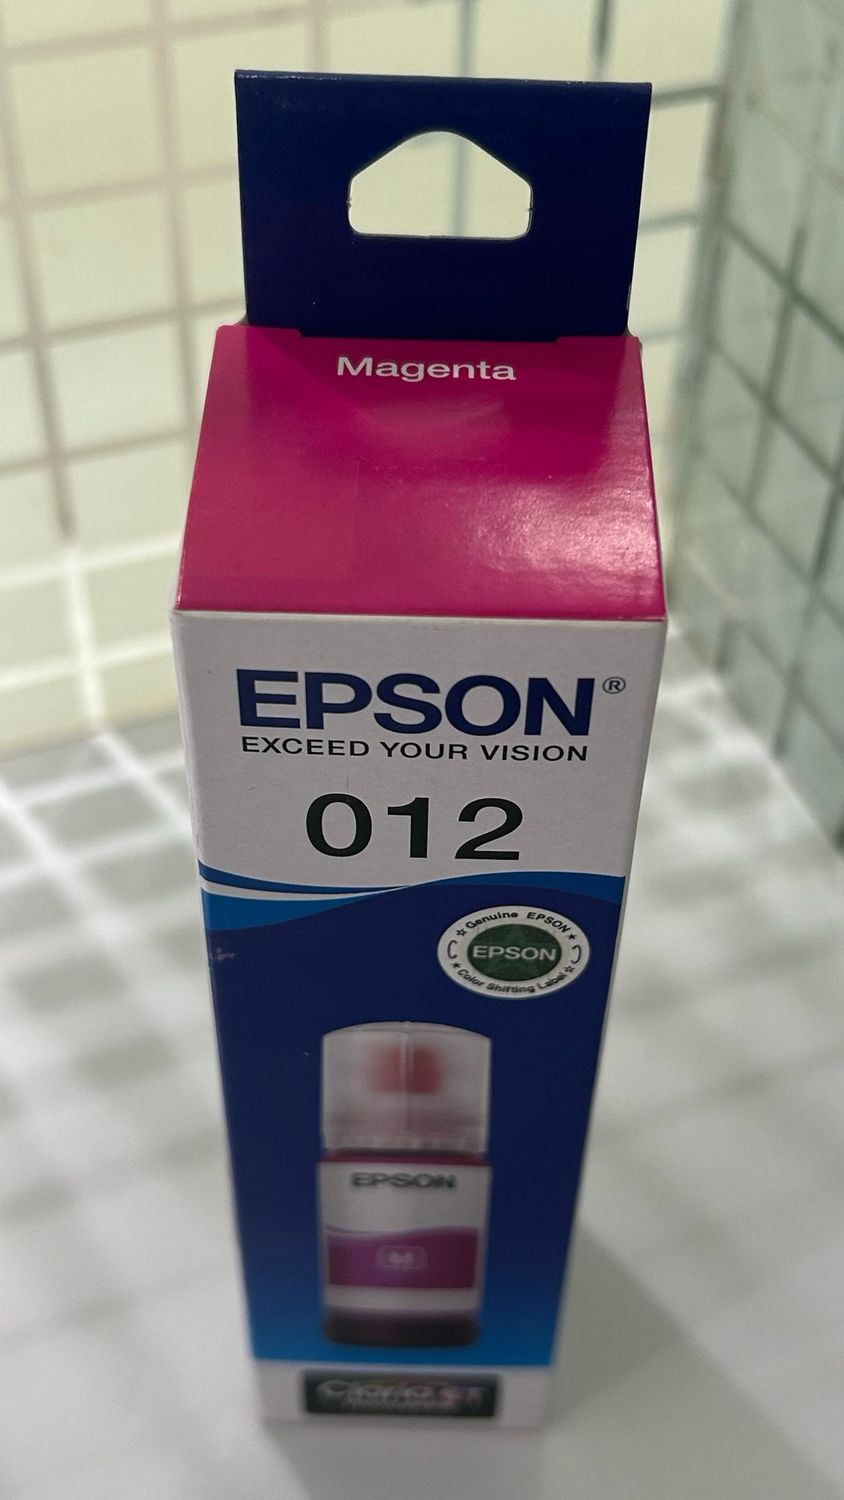 Magenta
EPSON®
EXCEED YOUR VISION
012
Genuine EPSON
EPSON
Color Shifting Label
EPSON
M